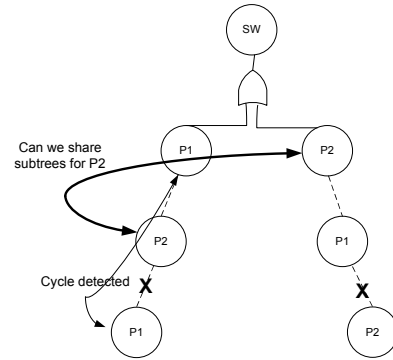 SW
Can we share
subtrees for P2
P1
P2
P2
P1
Cycle detected
X
X
P1
P2